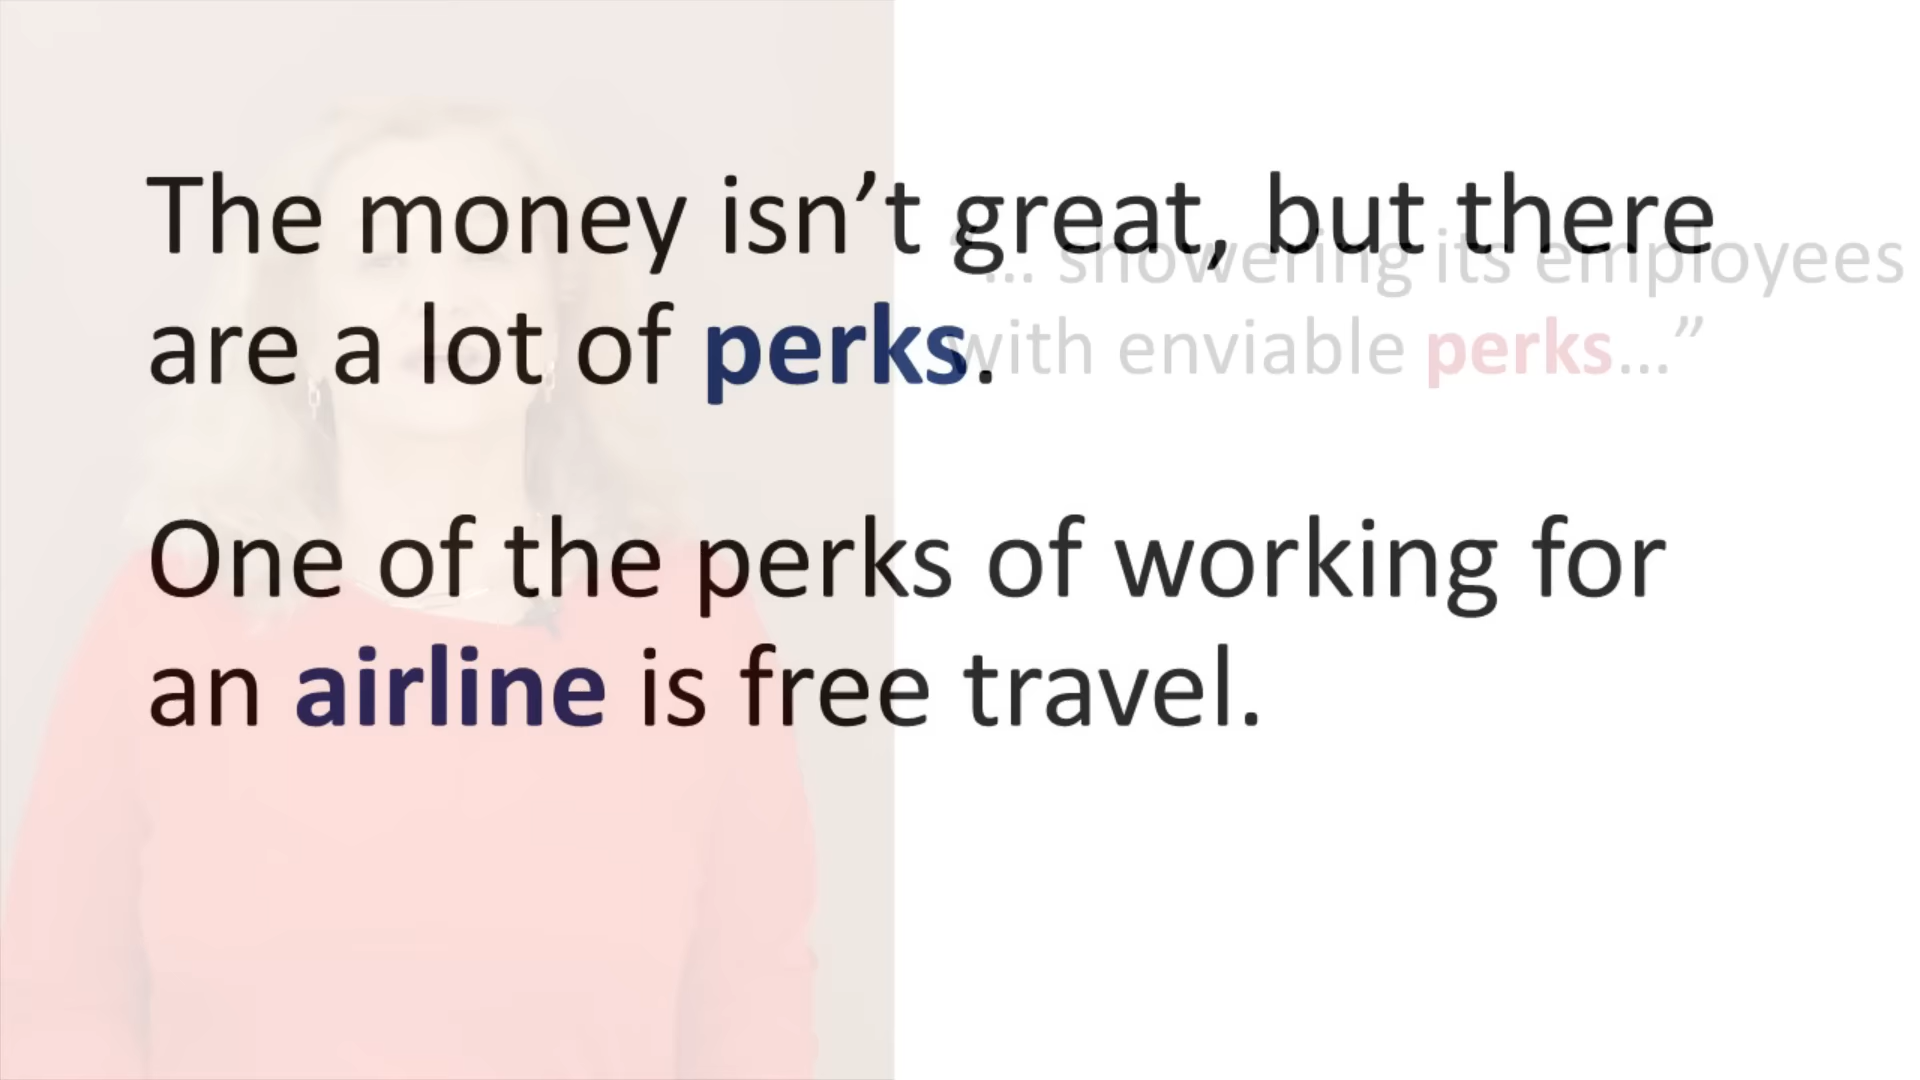 The money isn’t great, but there
are a lot of perks.
“... showering its employees
with enviable perks...”
One of the perks of working for
an airline is free travel.